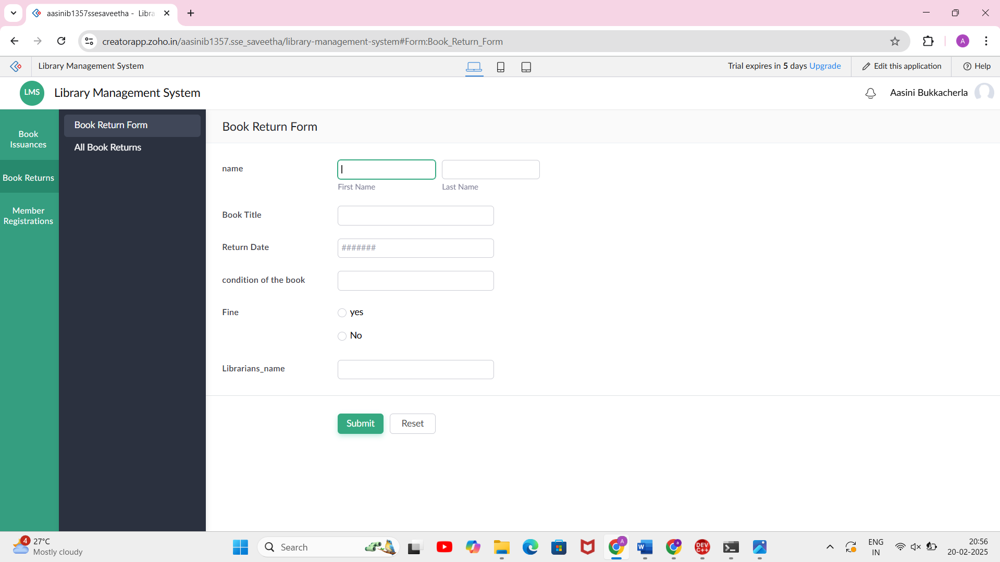 aasinib1357ssesaveetha - Libra
creatorapp.zoho.in/aasinib1357.sse_saveetha/library-management-system#Form:Book_Return_Form
A
Library Management System
Trial expires in 5 days Upgrade
Edit this application
Help
LMS
Library Management System
Aasini Bukkacherla
Book
Issuances
Book Returns
Member
Registrations
Book Return Form
All Book Returns
Book Return Form
name
First Name
Last Name
Book Title
Return Date
#######
condition of the book
Fine
yes
No
Librarians_name
Submit
Reset
4
27°C
Mostly cloudy
Search
A
W
a
DEV
C++
ENG
IN
20:56
20-02-2025